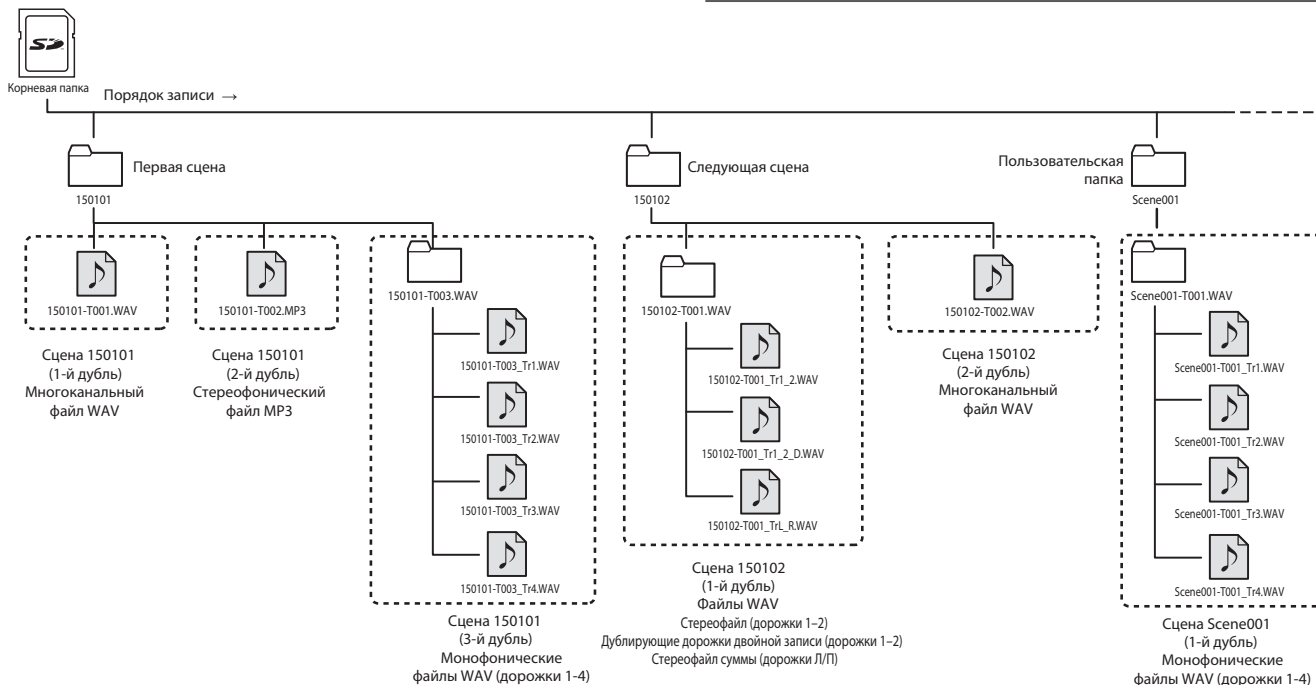 SD
Корневая папка
Порядок записи →
Первая сцена
150101
Следующая сцена
150102
Пользовательская
папка
Scene001
150101-T001.WAV
Сцена 150101
(1-й дубль)
Многоканальный
файл WAV
150101-T002.MP3
Сцена 150101
(2-й дубль)
Стереофонический
файл MP3
150101-T003.WAV
150101-T003_Tr1.WAV
150101-T003_Tr2.WAV
150101-T003_Tr3.WAV
150101-T003_Tr4.WAV
Сцена 150101
(3-й дубль)
Монофонические
файлы WAV (дорожки 1-4)
150102-T001.WAV
150102-T001_Tr1_2.WAV
150102-T001_Tr1_2_D.WAV
150102-T001_TrL_R.WAV
Сцена 150102
(1-й дубль)
Файлы WAV
Стереофайл (дорожки 1–2)
Дублирующие дорожки двойной записи (дорожки 1–2)
Стереофайл суммы (дорожки Л/П)
150102-T002.WAV
Сцена 150102
(2-й дубль)
Многоканальный
файл WAV
Scene001-T001.WAV
Scene001-T001_Tr1.WAV
Scene001-T001_Tr2.WAV
Scene001-T001_Tr3.WAV
Scene001-T001_Tr4.WAV
Сцена Scene001
(1-й дубль)
Монофонические
файлы WAV (дорожки 1-4)